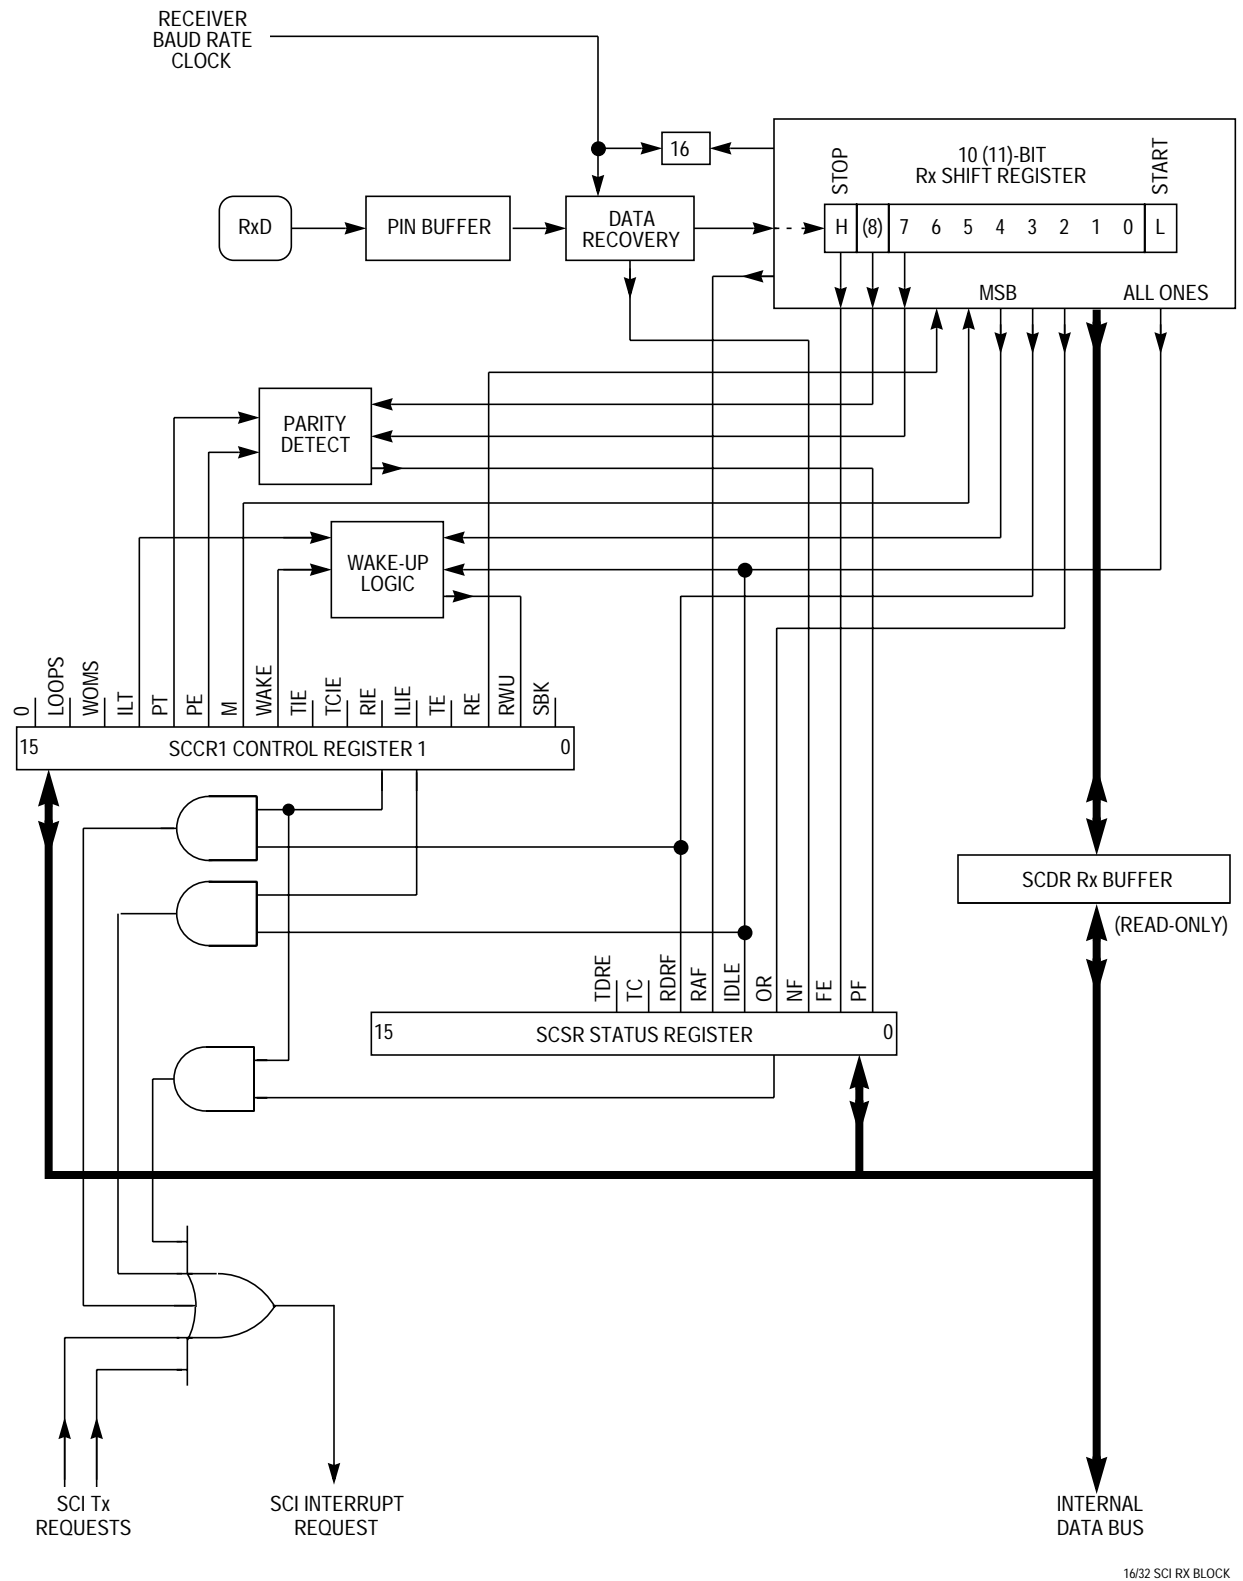 RECEIVER
BAUD RATE
CLOCK
16
10 (11)-BIT
Rx SHIFT REGISTER
STOP
START
RxD
PIN BUFFER
DATA
RECOVERY
H (8) 7 6 5 4 3 2 1 0 L
MSB
ALL ONES
PARITY
DETECT
WAKE-UP
LOGIC
0
LOOPS
WOMS
ILT
PT
PE
M
WAKE
TIE
TCIE
RIE
ILIE
TE
RE
RWU
SBK
15 SCCR1 CONTROL REGISTER 1 0
SCDR Rx BUFFER
(READ-ONLY)
TDRE
TC
RDRF
RAF
IDLE
OR
NF
FE
PF
15 SCSR STATUS REGISTER 0
SCI Tx
REQUESTS
SCI INTERRUPT
REQUEST
INTERNAL
DATA BUS
16/32 SCI RX BLOCK